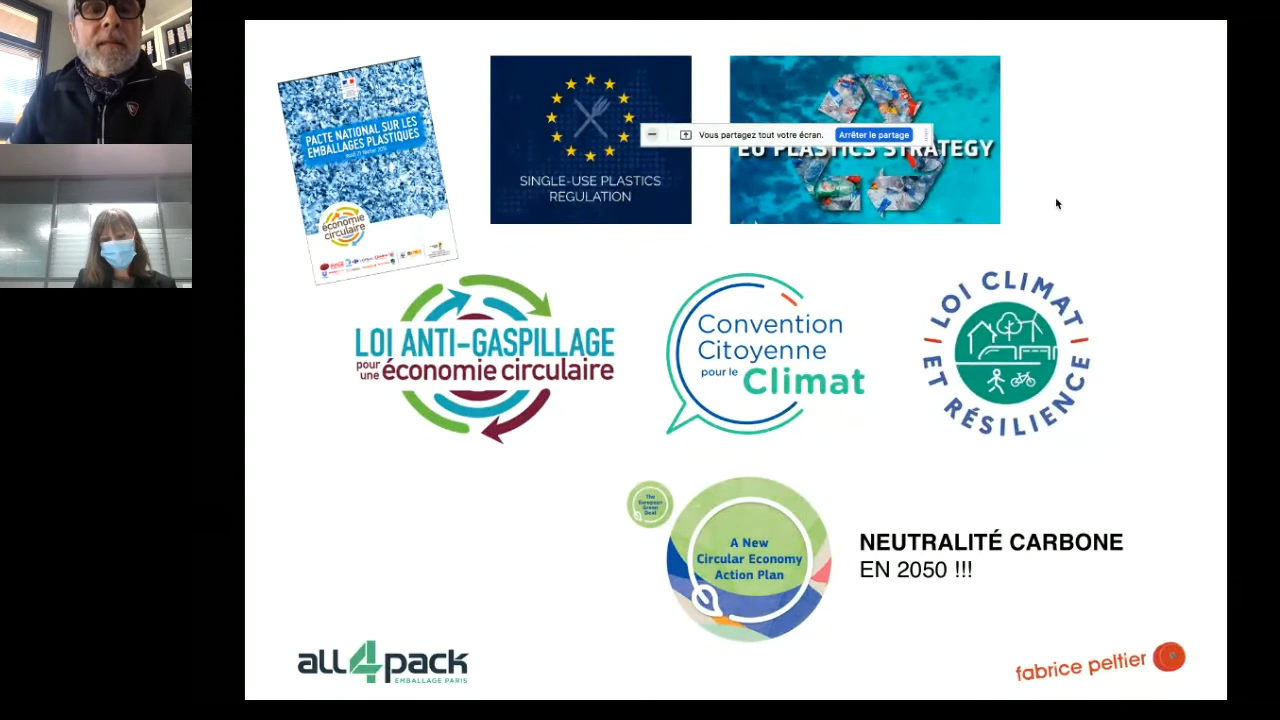 PACTE NATIONAL SUR LES
EMBALLAGES PLASTIQUES
économie
circulaire
SINGLE-USE PLASTICS
REGULATION
Vous partagez tout votre écran.
Arrêter le partage
EU PLASTICS STRATEGY
LOI ANTI-GASPILLAGE
pour
une économie circulaire
Convention
Citoyenne
pour le Climat
LOI CLIMAT
ET RÉSILIENCE
The
European
Green
Deal
A New
Circular Economy
Action Plan
NEUTRALITÉ CARBONE
EN 2050 !!!
all4pack
EMBALLAGE PARIS
fabrice peltier